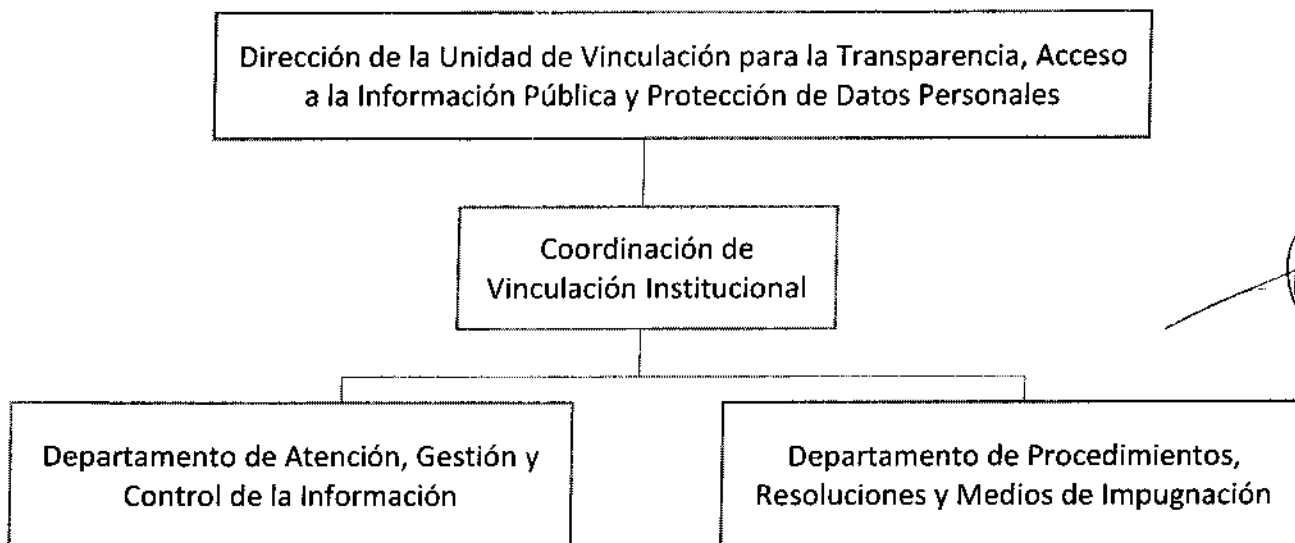 Dirección de la Unidad de Vinculación para la Transparencia, Acceso
a la Información Pública y Protección de Datos Personales
Coordinación de
Vinculación Institucional
Departamento de Atención, Gestión y
Control de la Información
Departamento de Procedimientos,
Resoluciones y Medios de Impugnación